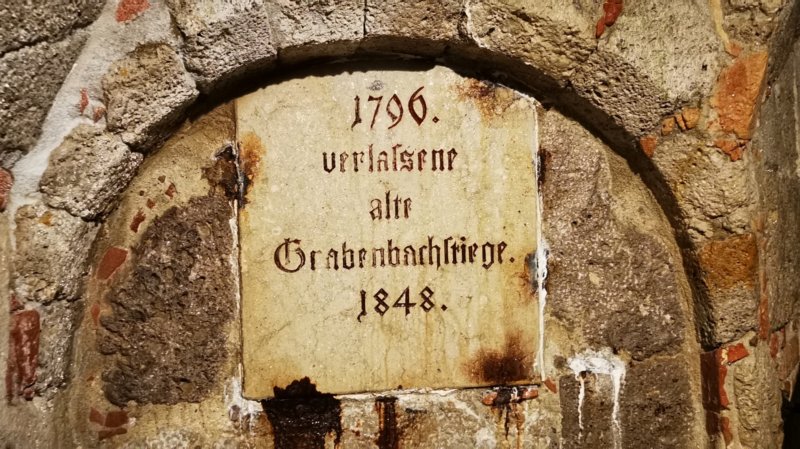 1796.
verlaſsene
alte
Grabenbachſtiege.
1848.